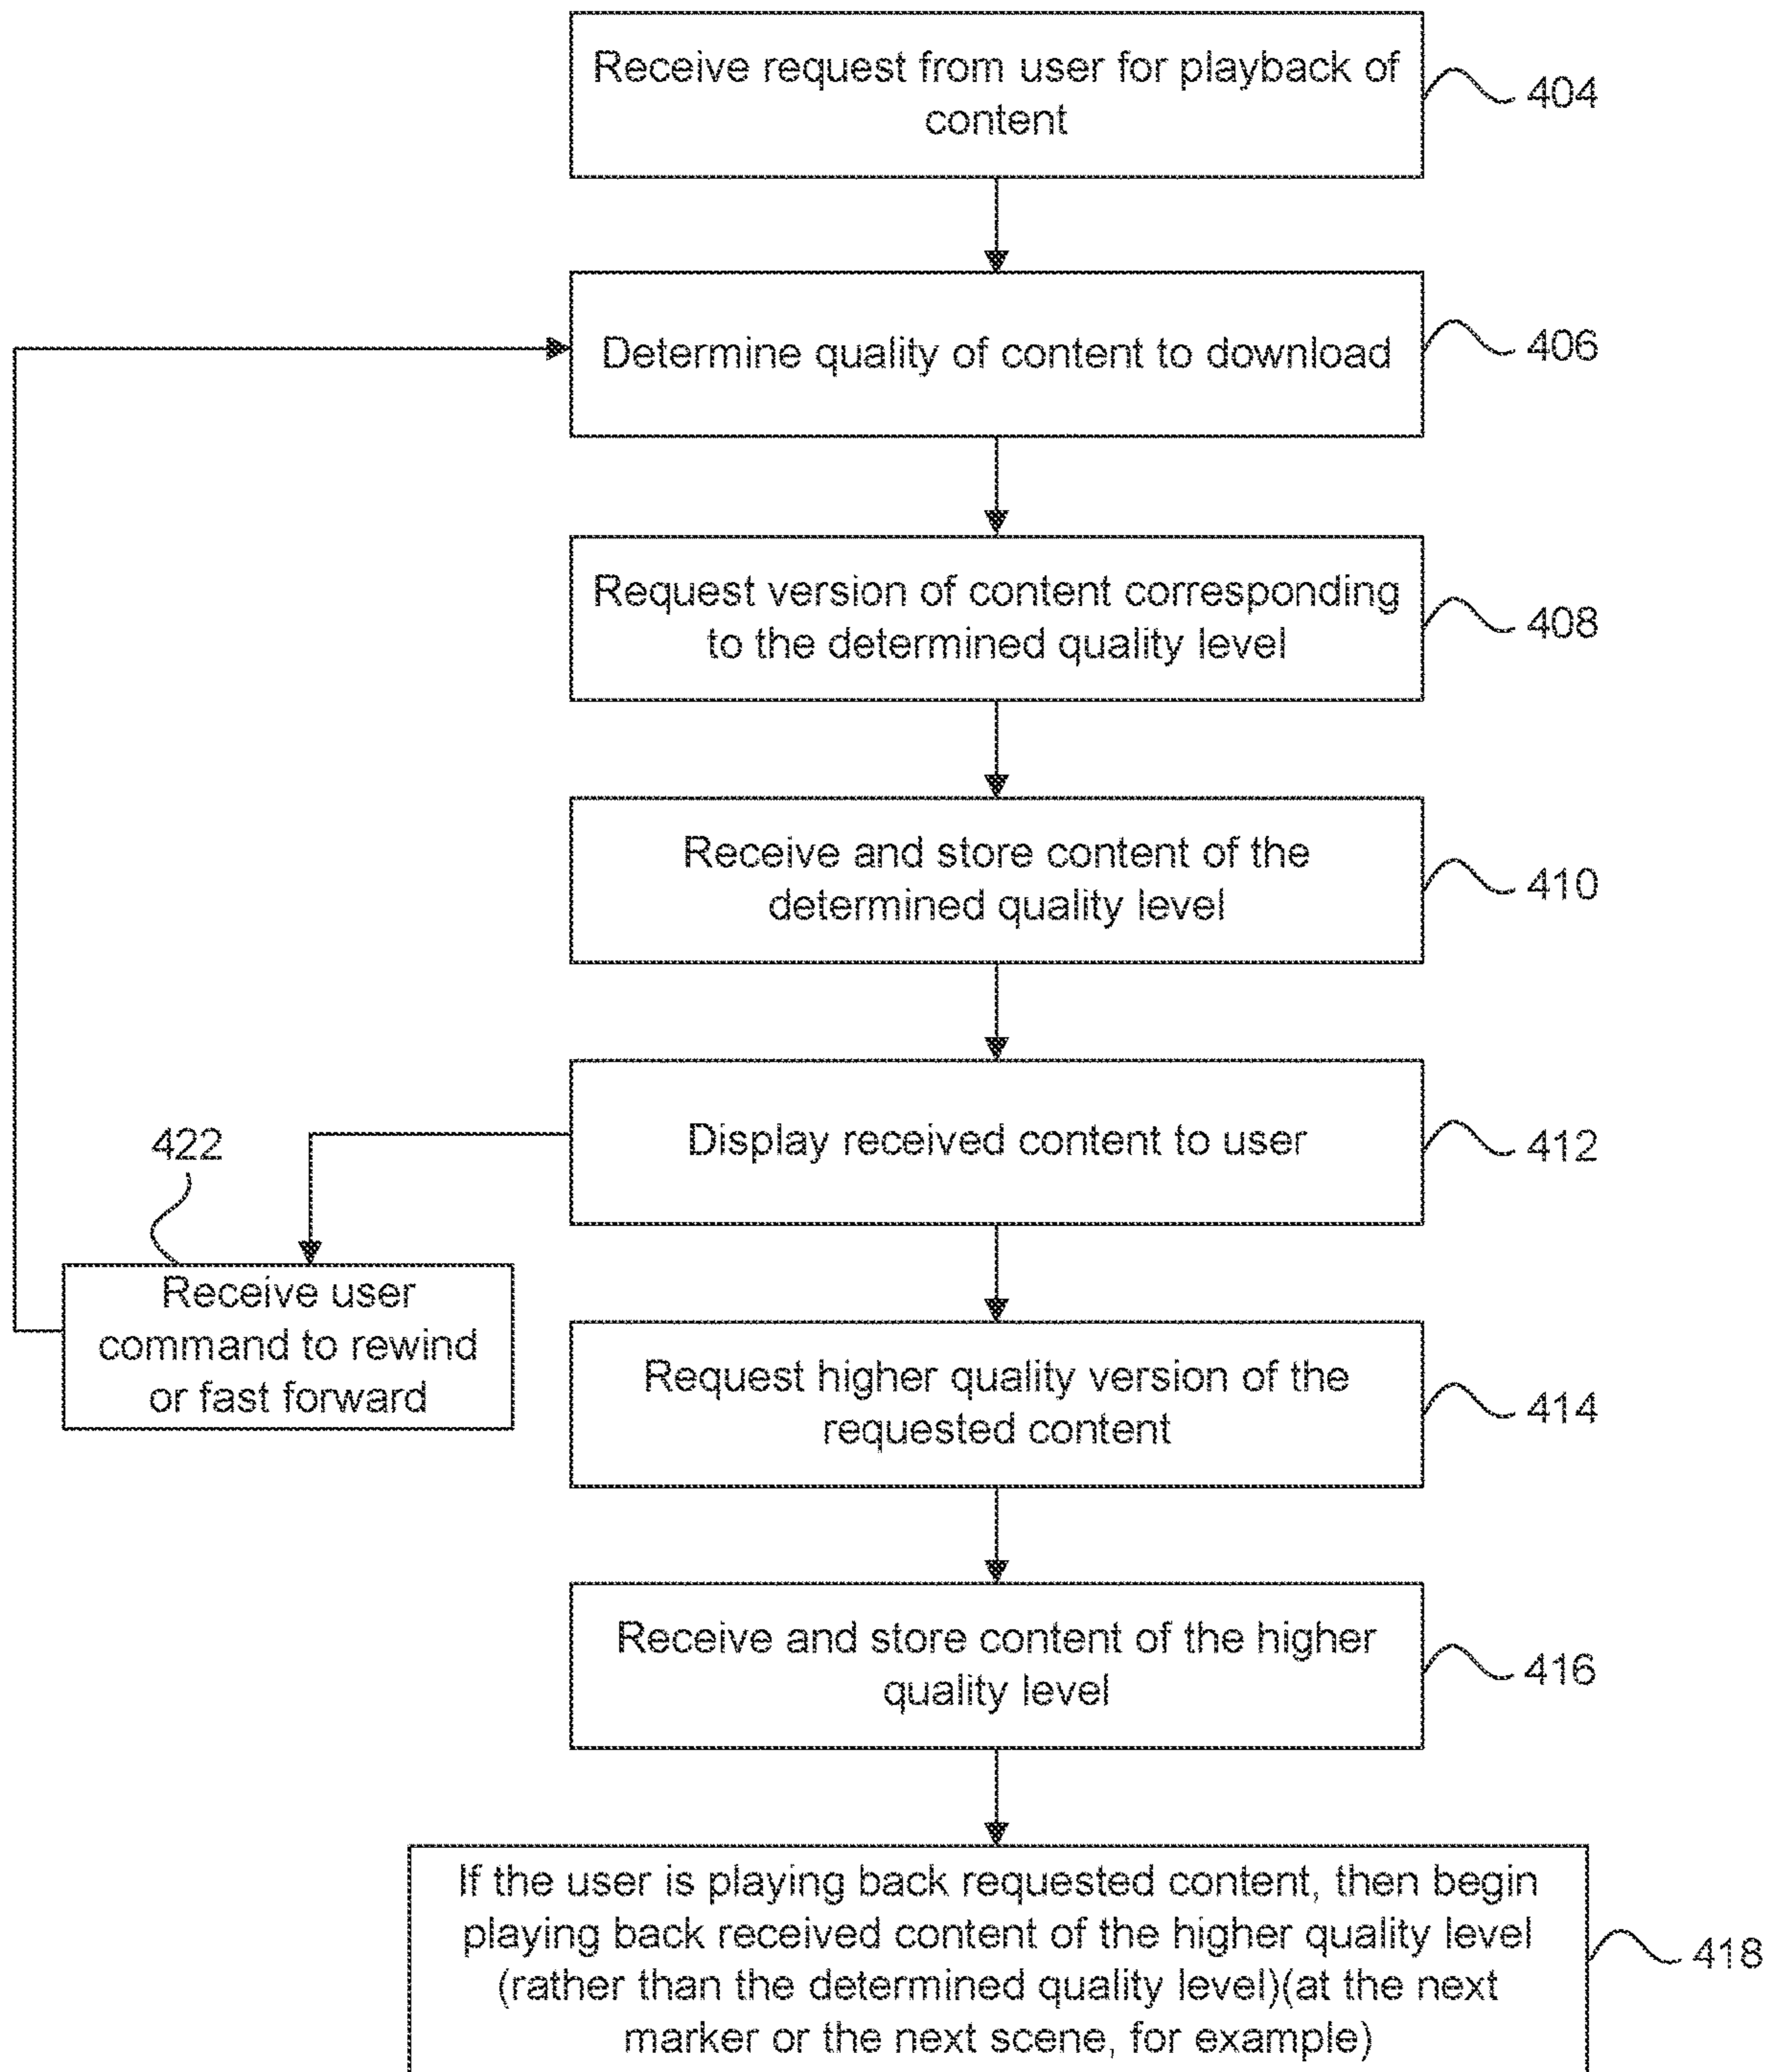 Receive request from user for playback of
content
404
Determine quality of content to download
406
Request version of content corresponding
to the determined quality level
408
Receive and store content of the
determined quality level
410
Display received content to user
412
422
Receive user
command to rewind
or fast forward
Request higher quality version of the
requested content
414
Receive and store content of the higher
quality level
416
If the user is playing back requested content, then begin
playing back received content of the higher quality level
(rather than the determined quality level)(at the next
marker or the next scene, for example)
418